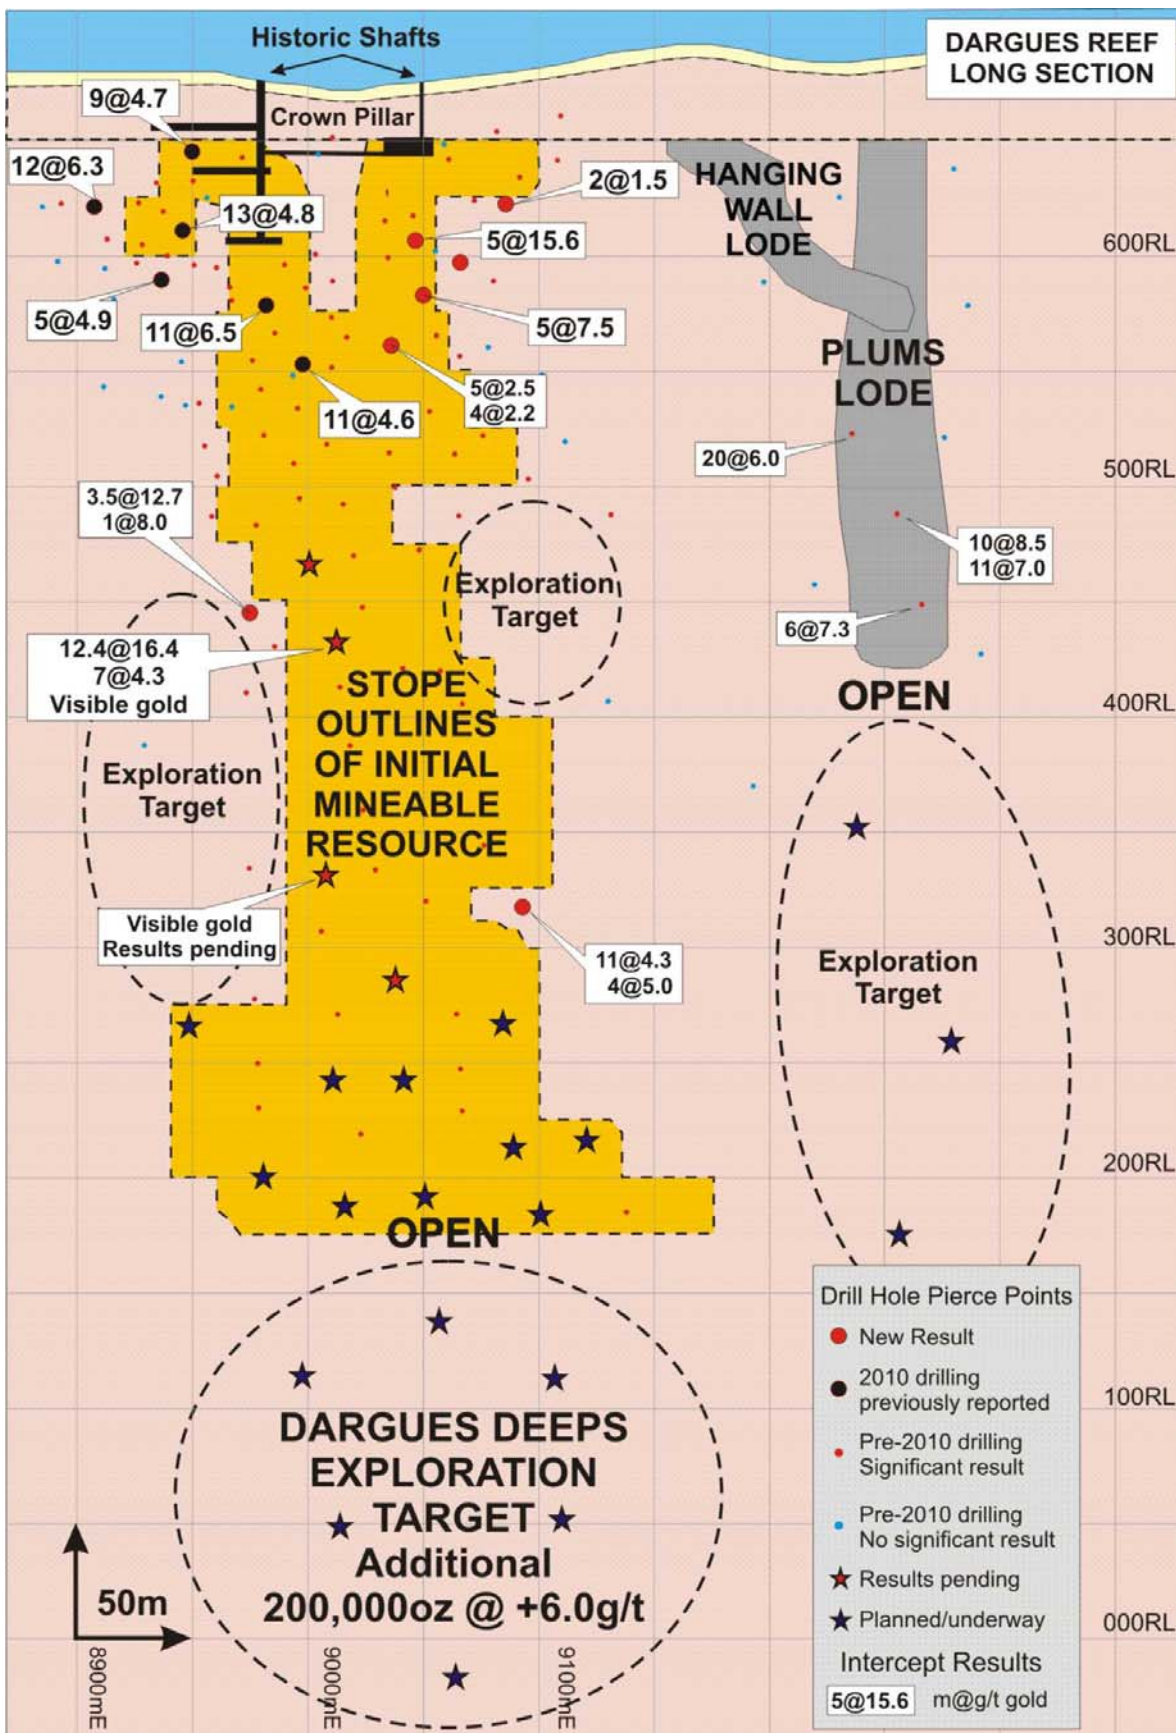 Historic Shafts
DARGUES REEF
LONG SECTION
9@4.7
Crown Pillar
12@6.3
2@1.5
HANGING
WALL
LODE
13@4.8
5@15.6
600RL
5@4.9
11@6.5
5@7.5
PLUMS
LODE
5@2.5
4@2.2
11@4.6
20@6.0
500RL
3.5@12.7
1@8.0
10@8.5
11@7.0
Exploration
Target
6@7.3
12.4@16.4
7@4.3
Visible gold
STOPE
OUTLINES
OF INITIAL
MINEABLE
RESOURCE
OPEN
400RL
Exploration
Target
Visible gold
Results pending
11@4.3
4@5.0
Exploration
Target
300RL
200RL
OPEN
Drill Hole Pierce Points
New Result
2010 drilling
previously reported
Pre-2010 drilling
Significant result
Pre-2010 drilling
No significant result
Results pending
Planned/underway
Intercept Results
5@15.6 m@g/t gold
100RL
DARGUES DEEPS
EXPLORATION
TARGET
Additional
200,000oz @ +6.0g/t
50m
000RL
8900mE
9000mE
9100mE